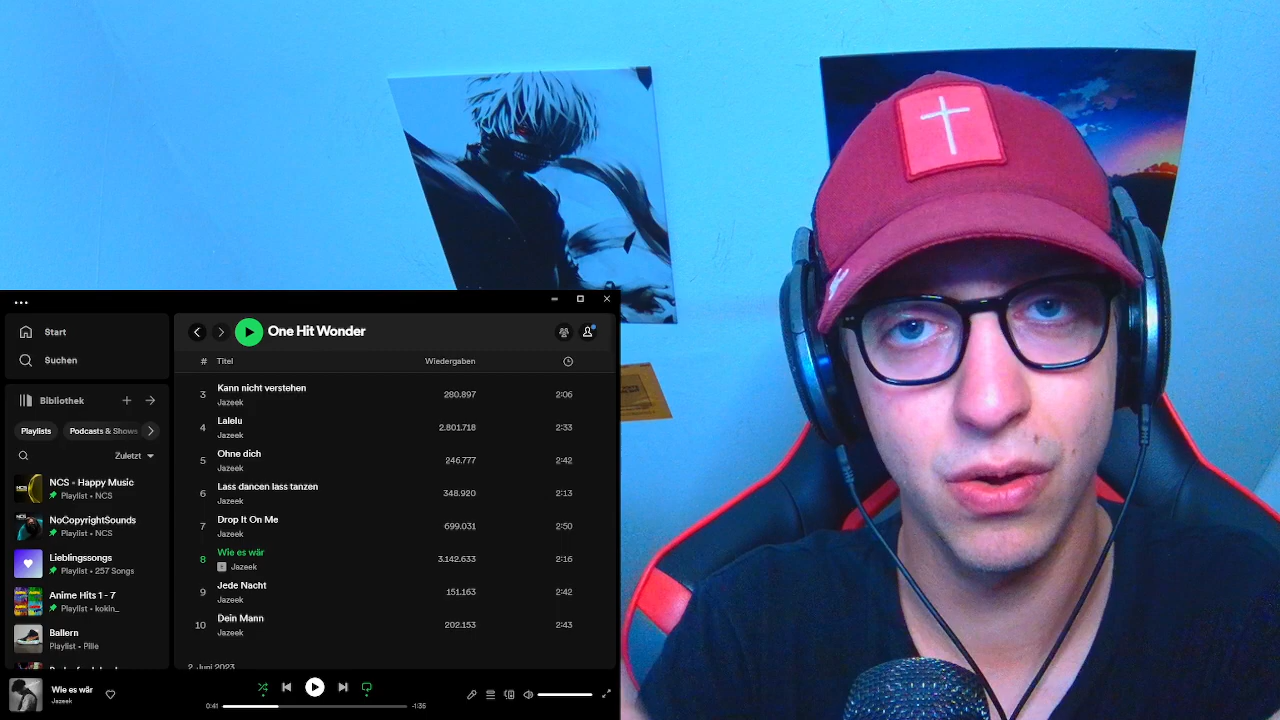 Start
Suchen
Bibliothek
Playlists
Podcasts & Shows
Zuletzt
NCS - Happy Music
Playlist • NCS
NoCopyrightSounds
Playlist • NCS
Lieblingssongs
Playlist • 257 Songs
Anime Hits 1 - 7
Playlist • kokin_
Ballern
Playlist • Pille
One Hit Wonder
# Titel Wiedergaben
3 Kann nicht verstehen 280.897 2:06
Jazeek
4 Lalelu 2.801.718 2:33
Jazeek
5 Ohne dich 246.777 2:42
Jazeek
6 Lass dancen lass tanzen 348.920 2:13
Jazeek
7 Drop It On Me 699.031 2:50
Jazeek
8 Wie es wär 3.142.633 2:16
E Jazeek
9 Jede Nacht 151.163 2:42
Jazeek
10 Dein Mann 202.153 2:43
Jazeek
2. Juni 2023
Wie es wär
Jazeek
0:41 -1:35